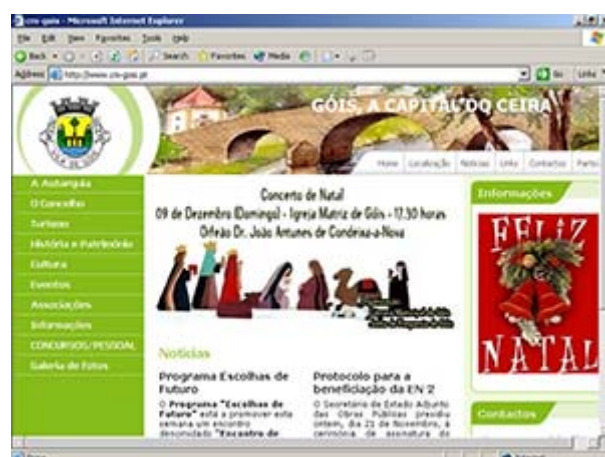 cm-gois - Microsoft Internet Explorer
File Edit View Favorites Tools Help
Back Search Favorites Media
Address http://www.cm-gois.pt Go Links
GÓIS, A CAPITAL DO CEIRA
VILA DE GÓIS
Home Localização Notícias Links Contactos
A Autarquia
O Concelho
Turismo
História e Património
Cultura
Eventos
Associações
Informações
CONCURSOS/PESSOAL
Galeria de Fotos
Concerto de Natal
09 de Dezembro (Domingo) - Igreja Matriz de Góis - 17.30 horas
Orfeão Dr. João Antunes de Condeixa-a-Nova
Notícias
Programa Escolhas de
Futuro
O Programa "Escolhas de
Futuro" está a promover esta
semana um encontro
denominado "Encontro de
Protocolo para a
beneficiação da EN 2
O Secretário de Estado Adjunto
das Obras Públicas presidiu
ontem, dia 21 de Novembro, à
cerimónia de assinatura do
Informações
FELIZ
NATAL
Contactos
Internet